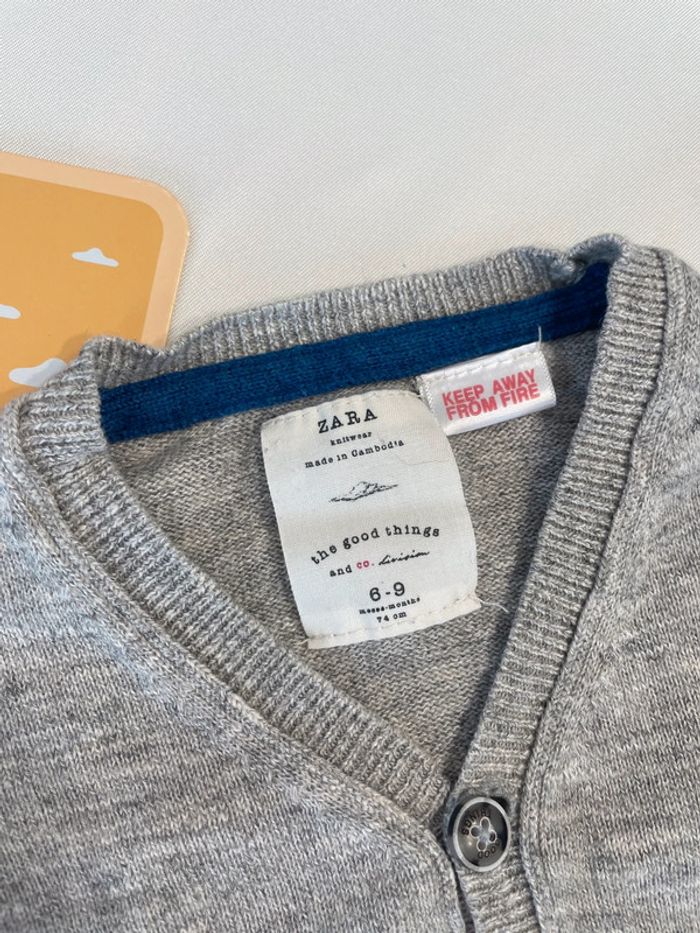 ZARA
knitwear
made in Cambodia
the good things
and co. division
6-9
meses-months
74 cm
KEEP AWAY
FROM FIRE